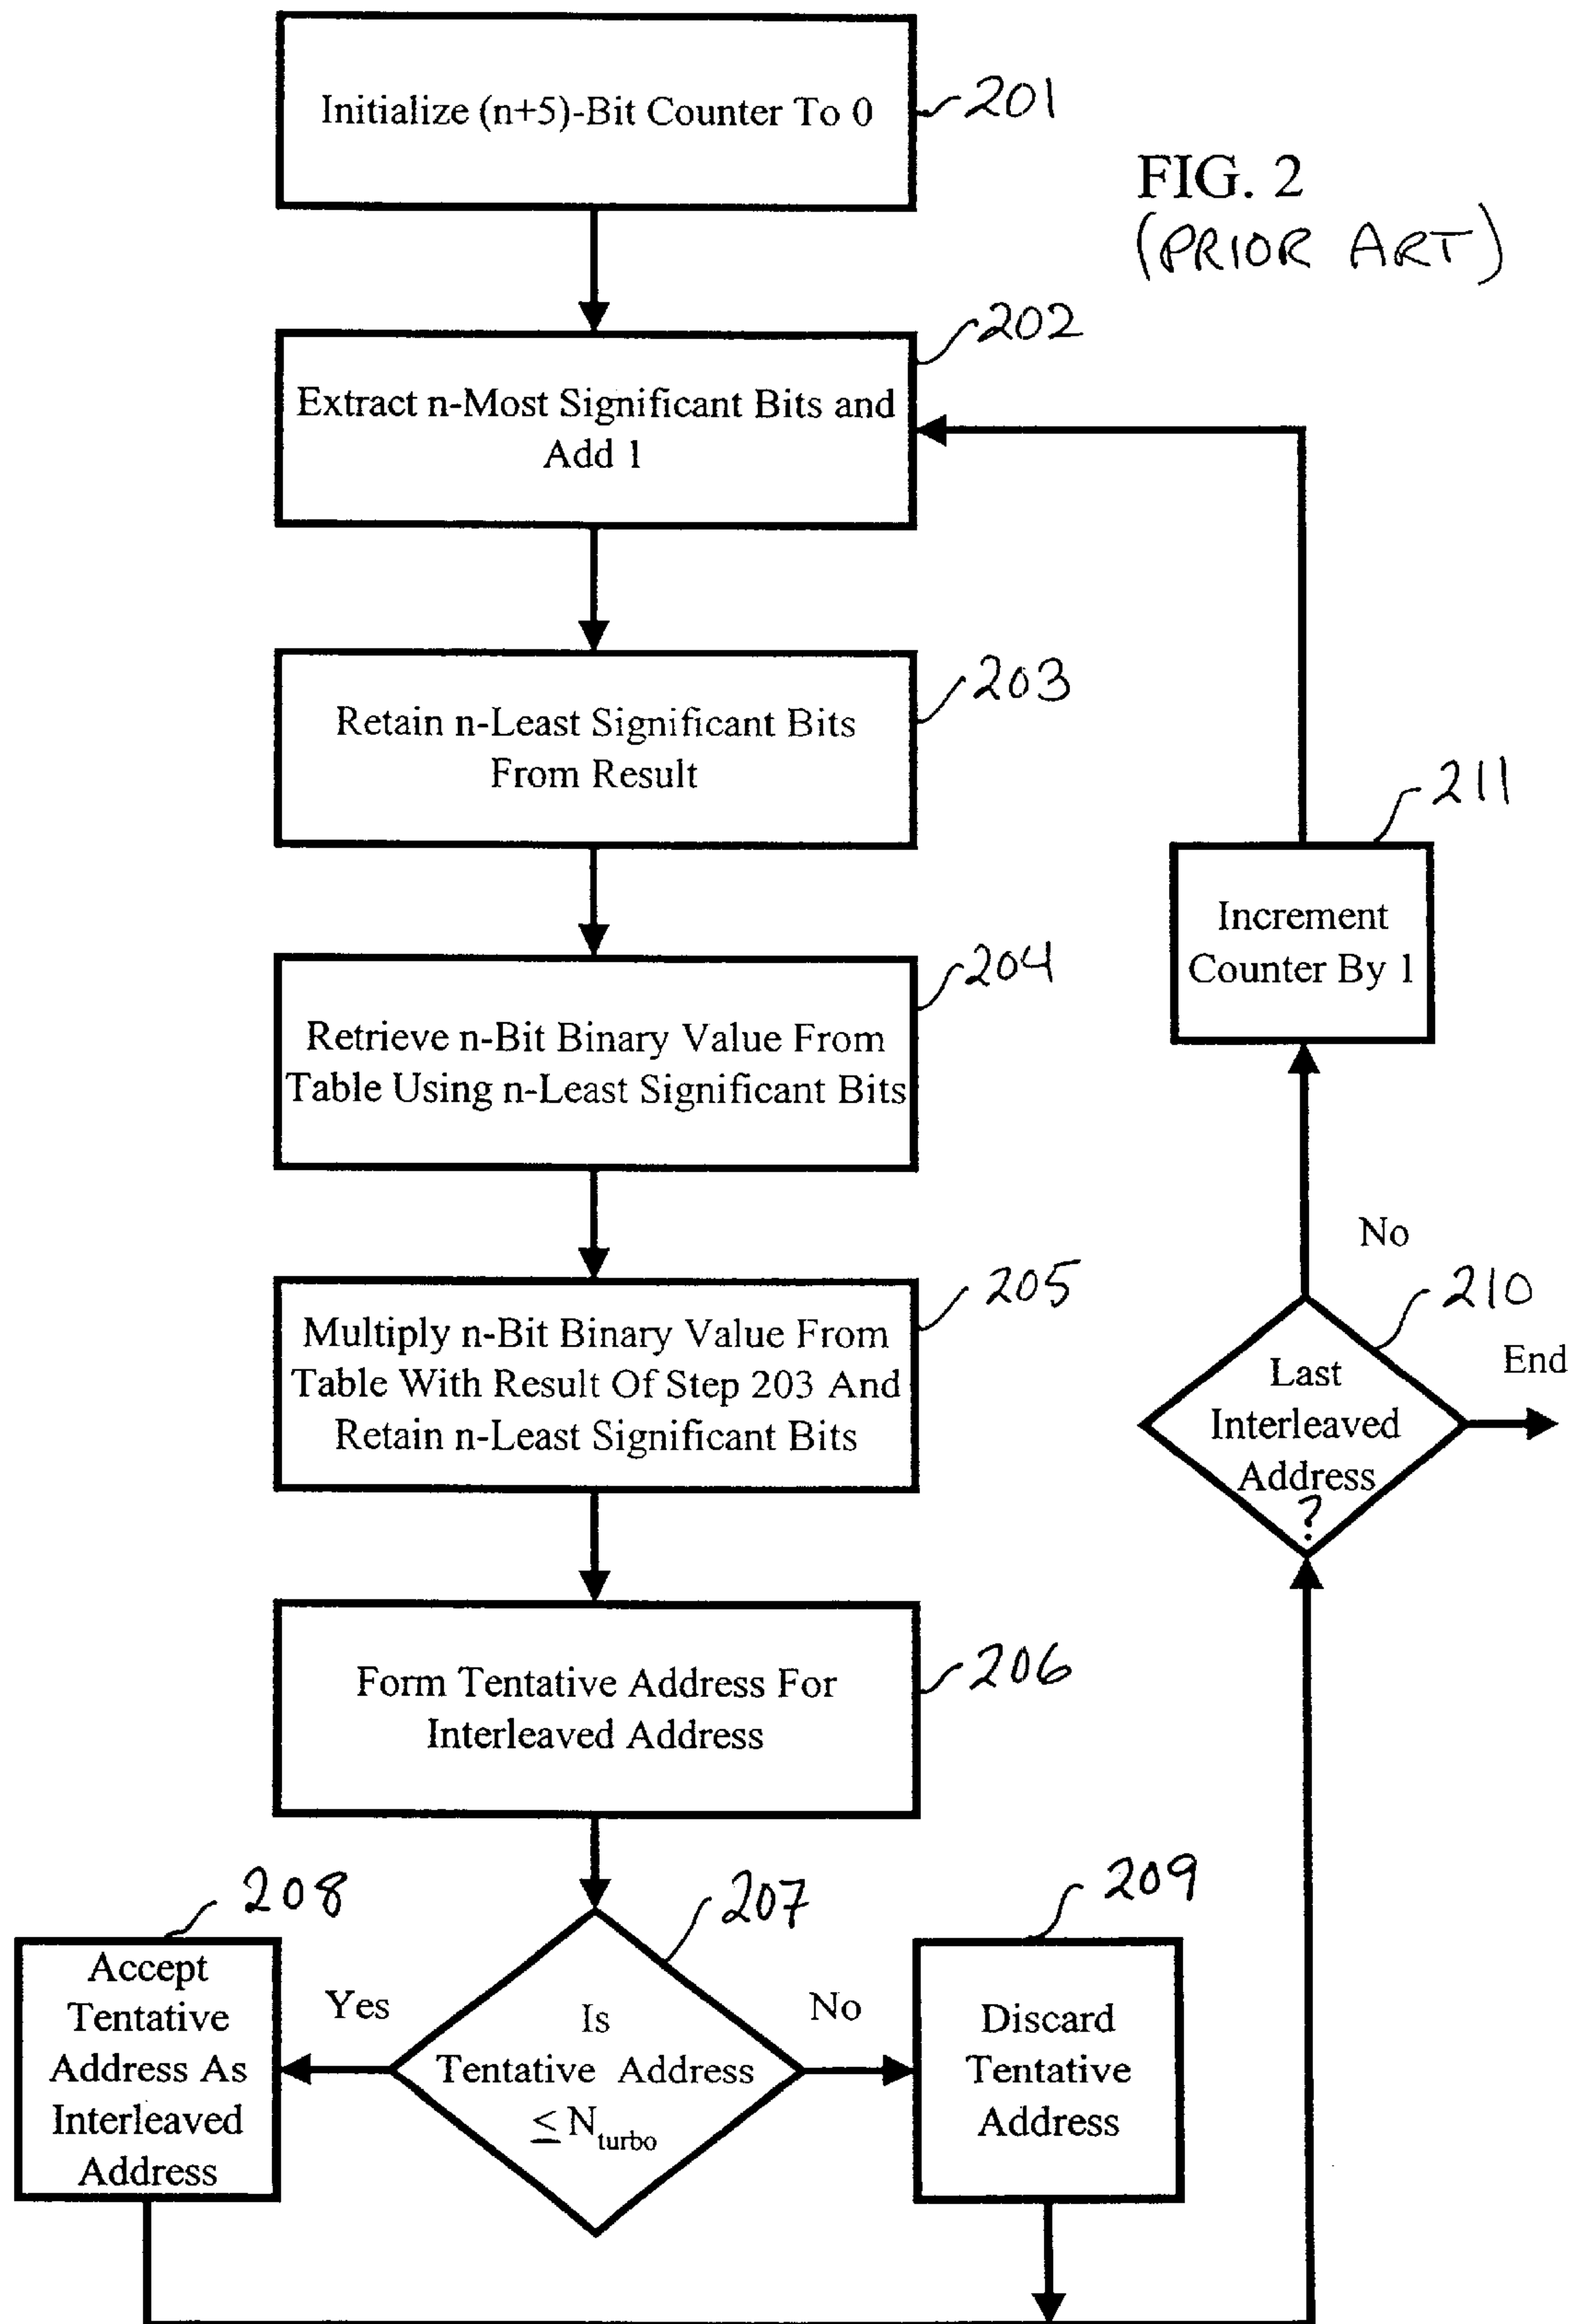 Initialize (n+5)-Bit Counter To 0
201
FIG. 2
(PRIOR ART)
202
Extract n-Most Significant Bits and
Add 1
203
Retain n-Least Significant Bits
From Result
211
Increment
Counter By 1
204
Retrieve n-Bit Binary Value From
Table Using n-Least Significant Bits
No
205
210
Multiply n-Bit Binary Value From
Table With Result Of Step 203 And
Retain n-Least Significant Bits
End
Last
Interleaved
Address
?
206
Form Tentative Address For
Interleaved Address
208
207
209
Accept
Tentative
Address As
Interleaved
Address
Yes
Is
Tentative Address
≤ Nturbo
No
Discard
Tentative
Address